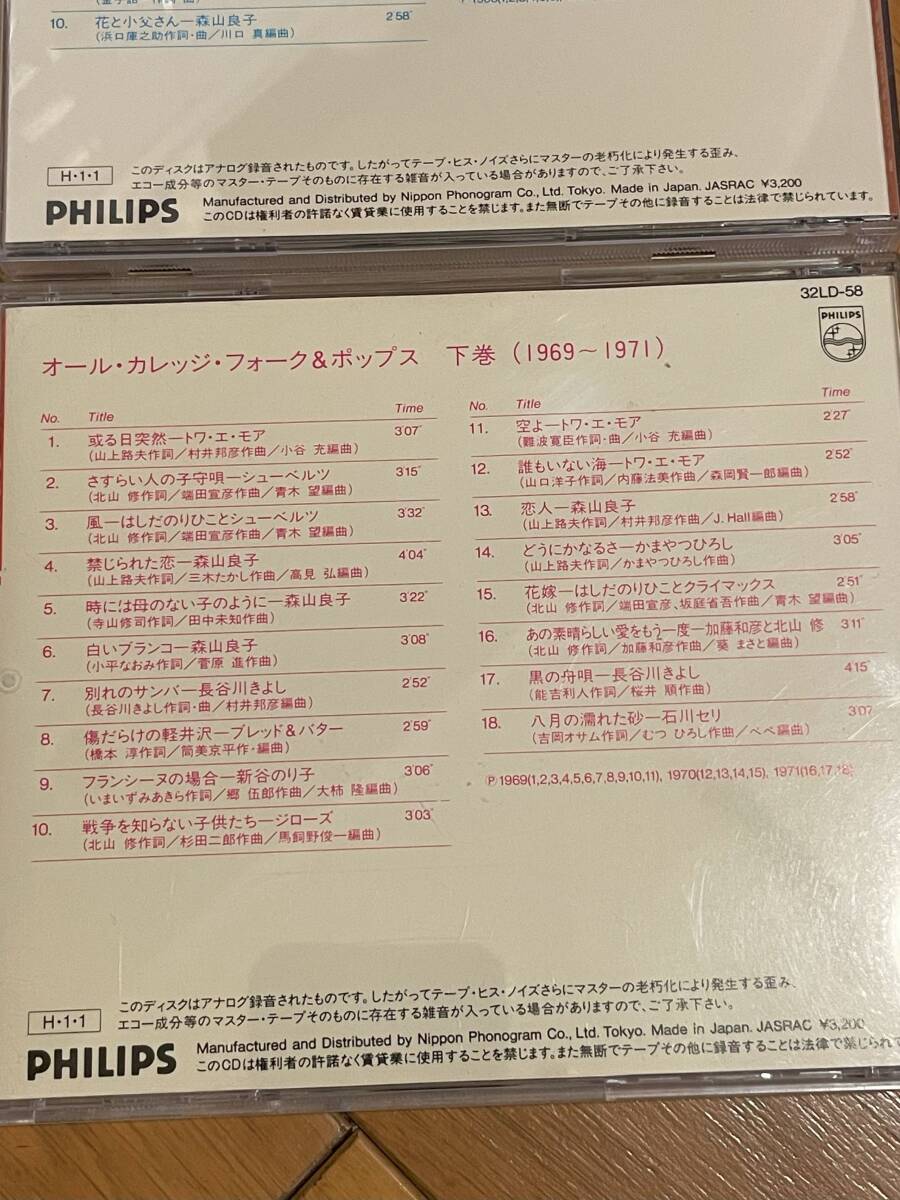 10. 花と小父さん―森山良子 2'58"
(浜口庫之助作詞・曲/川口 真編曲)
H・1・1
このディスクはアナログ録音されたものです。したがってテープ・ヒス・ノイズさらにマスターの老朽化により発生する歪み、
エコー成分等のマスター・テープそのものに存在する雑音が入っている場合がありますので、ご了承下さい。
PHILIPS
Manufactured and Distributed by Nippon Phonogram Co., Ltd. Tokyo. Made in Japan. JASRAC ¥3,200
このCDは権利者の許諾なく賃貸業に使用することを禁じます。また無断でテープその他に録音することは法律で禁じられています。
32LD-58
PHILIPS
オール・カレッジ・フォーク&ポップス 下巻 (1969〜1971)
No. Title Time
1. 或る日突然―トワ・エ・モア 3'07"
(山上路夫作詞/村井邦彦作曲/小谷 充編曲)
2. さすらい人の子守唄―シューベルツ 3'15"
(北山 修作詞/端田宣彦作曲/青木 望編曲)
3. 風―はしだのりひことシューベルツ 3'32"
(北山 修作詞/端田宣彦作曲/青木 望編曲)
4. 禁じられた恋―森山良子 4'04"
(山上路夫作詞/三木たかし作曲/高見 弘編曲)
5. 時には母のない子のように―森山良子 3'22"
(寺山修司作詞/田中未知作曲)
6. 白いブランコ―森山良子 3'08"
(小平なおみ作詞/菅原 進作曲)
7. 別れのサンバ―長谷川きよし 2'52"
(長谷川きよし作詞・曲/村井邦彦編曲)
8. 傷だらけの軽井沢―ブレッド&バター 2'59"
(橋本 淳作詞/筒美京平作・編曲)
9. フランシーヌの場合―新谷のり子 3'06"
(いまいずみあきら作詞/郷 伍郎作曲/大柿 隆編曲)
10. 戦争を知らない子供たち―ジローズ 3'03"
(北山 修作詞/杉田二郎作曲/馬飼野俊一編曲)
No. Title Time
11. 空よ―トワ・エ・モア 2'27"
(難波寛臣作詞・曲/小谷 充編曲)
12. 誰もいない海―トワ・エ・モア 2'52"
(山口洋子作詞/内藤法美作曲/森岡賢一郎編曲)
13. 恋人―森山良子 2'58"
(山上路夫作詞/村井邦彦作曲/J. Hall編曲)
14. どうにかなるさ―かまやつひろし 3'05"
(山上路夫作詞/かまやつひろし作曲)
15. 花嫁―はしだのりひことクライマックス 2'51"
(北山 修作詞/端田宣彦、坂庭省吾作曲/青木 望編曲)
16. あの素晴らしい愛をもう一度―加藤和彦と北山 修 3'11"
(北山 修作詞/加藤和彦作曲/葵 まさと編曲)
17. 黒の舟唄―長谷川きよし 4'15"
(能吉利人作詞/桜井 順作曲)
18. 八月の濡れた砂―石川セリ 3'07
(吉岡オサム作詞/むつ ひろし作曲/ペペ編曲)
Ⓟ1969(1,2,3,4,5,6,7,8,9,10,11), 1970(12,13,14,15), 1971(16,17,18)
H・1・1
このディスクはアナログ録音されたものです。したがってテープ・ヒス・ノイズさらにマスターの老朽化により発生する歪み、
エコー成分等のマスター・テープそのものに存在する雑音が入っている場合がありますので、ご了承下さい。
PHILIPS
Manufactured and Distributed by Nippon Phonogram Co., Ltd. Tokyo. Made in Japan. JASRAC ¥3,200
このCDは権利者の許諾なく賃貸業に使用することを禁じます。また無断でテープその他に録音することは法律で禁じられて